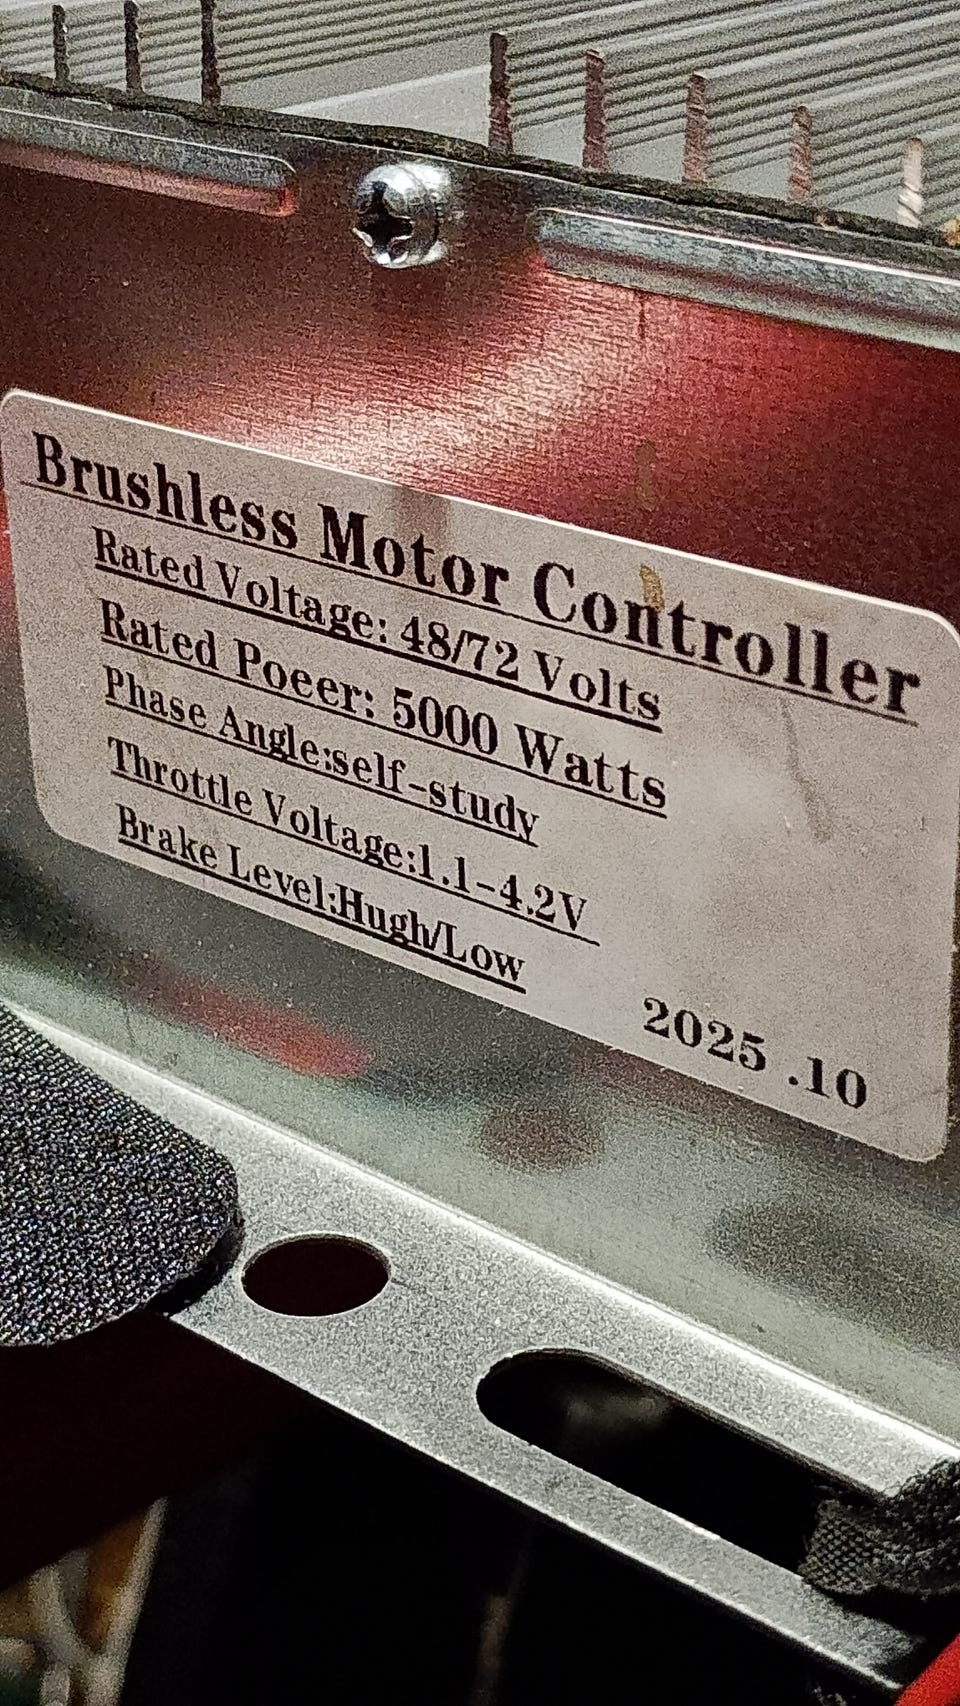 Brushless Motor Controller
Rated Voltage: 48/72 Volts
Rated Poeer: 5000 Watts
Phase Angle:self-study
Throttle Voltage:1.1-4.2V
Brake Level:Hugh/Low
2025 .10